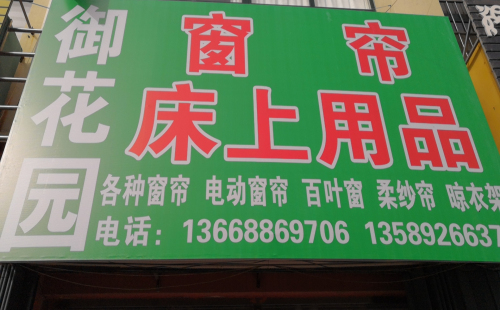 御花园
窗帘
床上用品
各种窗帘 电动窗帘 百叶窗 柔纱帘 晾衣架
电话：13668869706 1358926637